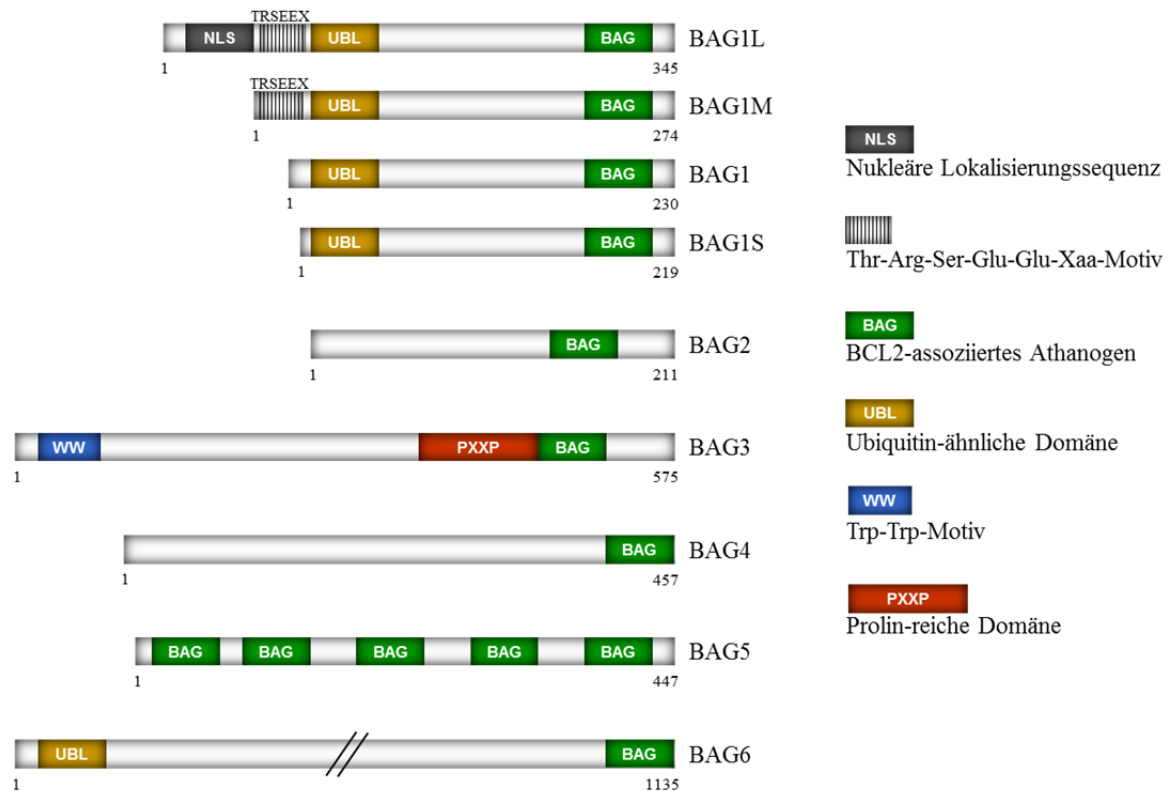 TRSEEX
NLS UBL BAG BAG1L
1 345
TRSEEX
UBL BAG BAG1M
1 274
UBL BAG BAG1
1 230
UBL BAG BAG1S
1 219
BAG BAG2
1 211
WW PXXP BAG BAG3
1 575
BAG BAG4
1 457
BAG BAG BAG BAG BAG BAG5
1 447
UBL BAG BAG6
1 1135
NLS
Nukleäre Lokalisierungssequenz
Thr-Arg-Ser-Glu-Glu-Xaa-Motiv
BAG
BCL2-assoziiertes Athanogen
UBL
Ubiquitin-ähnliche Domäne
WW
Trp-Trp-Motiv
PXXP
Prolin-reiche Domäne